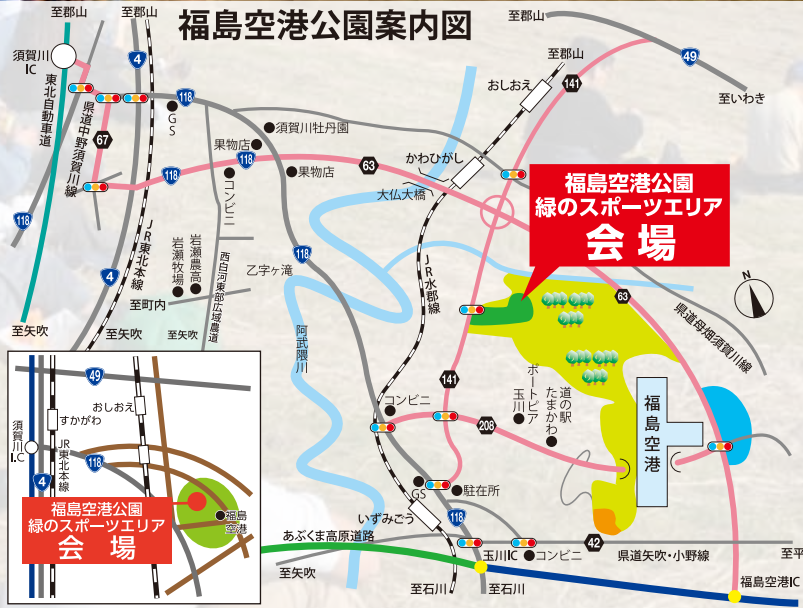 福島空港公園案内図
至郡山
至郡山
須賀川
IC
東北自動車道
県道中野須賀川線
4
118
67
GS
須賀川牡丹園
果物店
118
果物店
コンビニ
118
63
118
JR東北本線
4
岩瀬牧場
岩瀬農高
西白河東部広域農道
乙字ヶ滝
118
至町内
至矢吹
至矢吹
至矢吹
阿武隈川
至郡山
おしおえ
141
49
至いわき
かわひがし
大仏大橋
JR水郡線
福島空港公園
緑のスポーツエリア
会場
N
63
県道母畑須賀川線
141
コンビニ
ボートピア
玉川
道の駅
たまかわ
208
福島空港
GS
駐在所
いずみごう
118
あぶくま高原道路
玉川IC
コンビニ
42
県道矢吹・小野線
至平
至矢吹
至石川
至石川
福島空港IC
49
おしおえ
すかがわ
須賀川
I.C
JR東北本線
118
4
福島空港公園
緑のスポーツエリア
会場
福島
空港